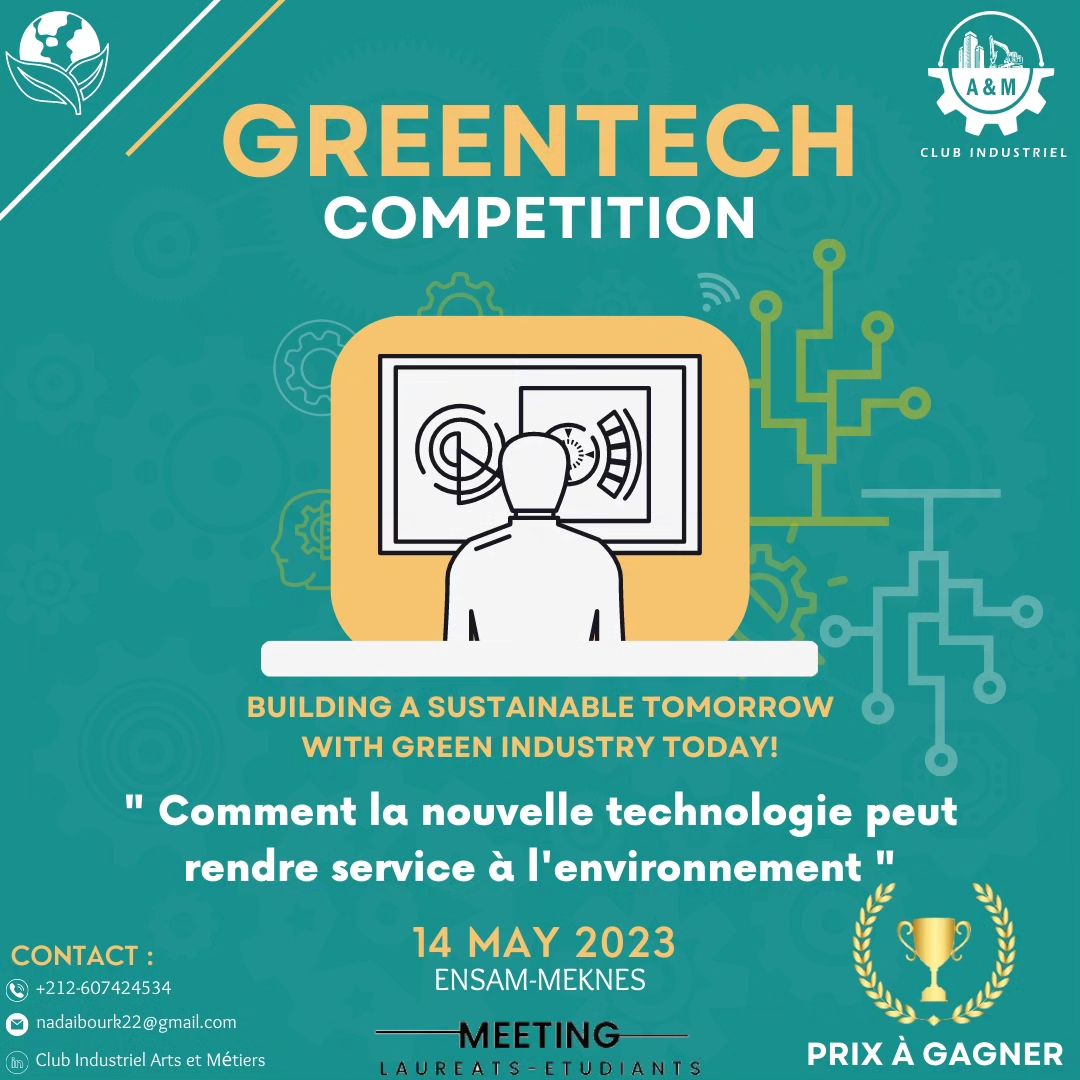 A & M
CLUB INDUSTRIEL
GREENTECH
COMPETITION
BUILDING A SUSTAINABLE TOMORROW
WITH GREEN INDUSTRY TODAY!
" Comment la nouvelle technologie peut
rendre service à l'environnement "
14 MAY 2023
ENSAM-MEKNES
CONTACT :
+212-607424534
nadaibourk22@gmail.com
in
Club Industriel Arts et Métiers
MEETING
LAUREATS-ETUDIANTS
PRIX À GAGNER